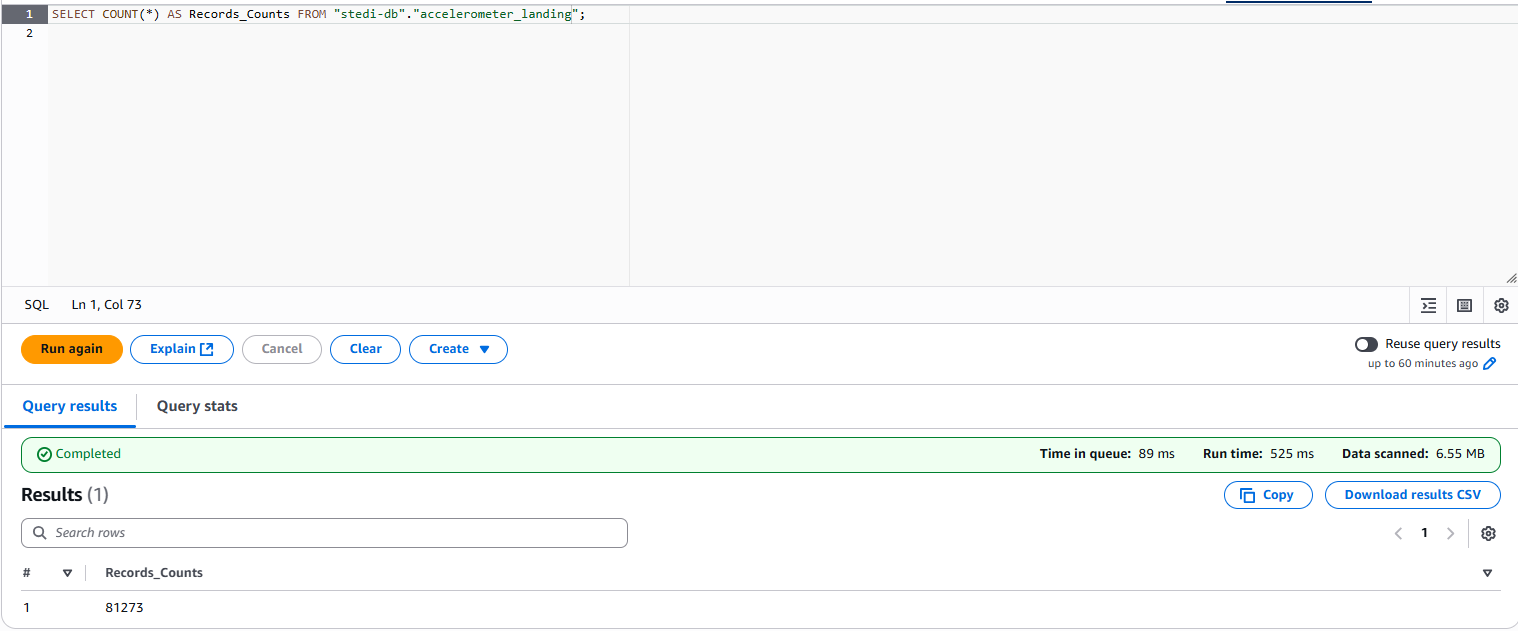 1 SELECT COUNT(*) AS Records_Counts FROM "stedi-db"."accelerometer_landing";
2
SQL Ln 1, Col 73
Run again Explain Cancel Clear Create Reuse query results
up to 60 minutes ago
Query results Query stats
Completed Time in queue: 89 ms Run time: 525 ms Data scanned: 6.55 MB
Results (1) Copy Download results CSV
Search rows 1
# Records_Counts
1 81273